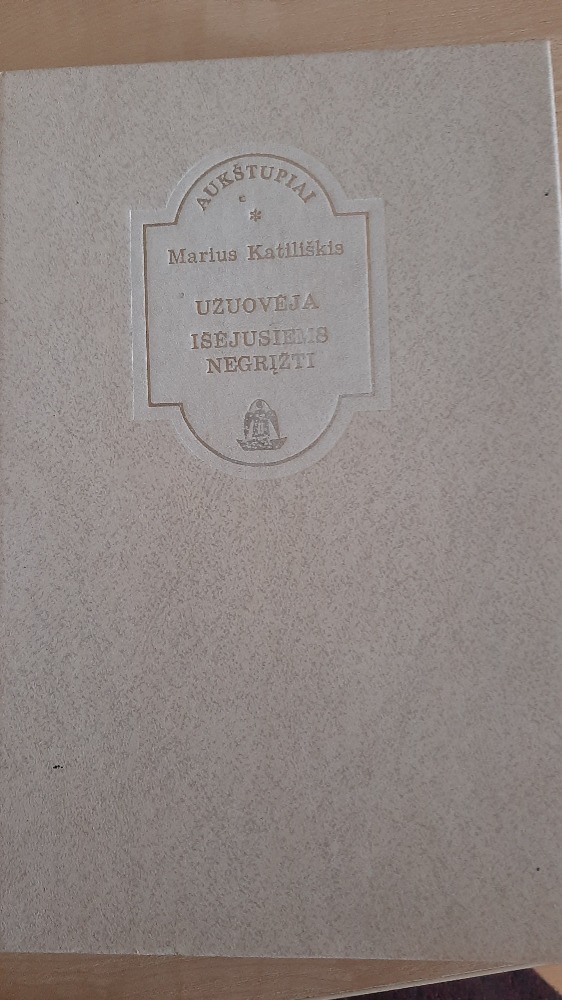 AUKŠTUPIAI
*
Marius Katiliškis
UŽUOVĖJA
IŠĖJUSIEMS
NEGRĮŽTI